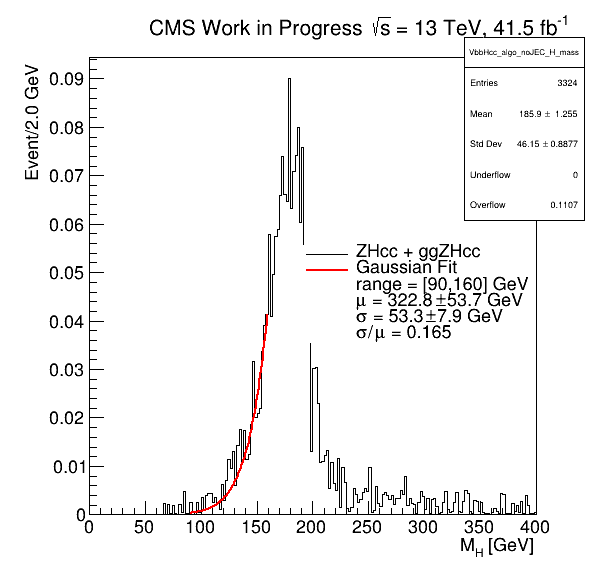 CMS Work in Progress √s = 13 TeV, 41.5 fb⁻¹
VbbHcc_algo_noJEC_H_mass
Entries 3324
Mean 185.9 ± 1.255
Std Dev 46.15 ± 0.8877
Underflow 0
Overflow 0.1107
Event/2.0 GeV
0.09
0.08
0.07
0.06
0.05
0.04
0.03
0.02
0.01
0
ZHcc + ggZHcc
Gaussian Fit
range = [90,160] GeV
μ = 322.8±53.7 GeV
σ = 53.3±7.9 GeV
σ/μ = 0.165
0 50 100 150 200 250 300 350 400
M_H [GeV]